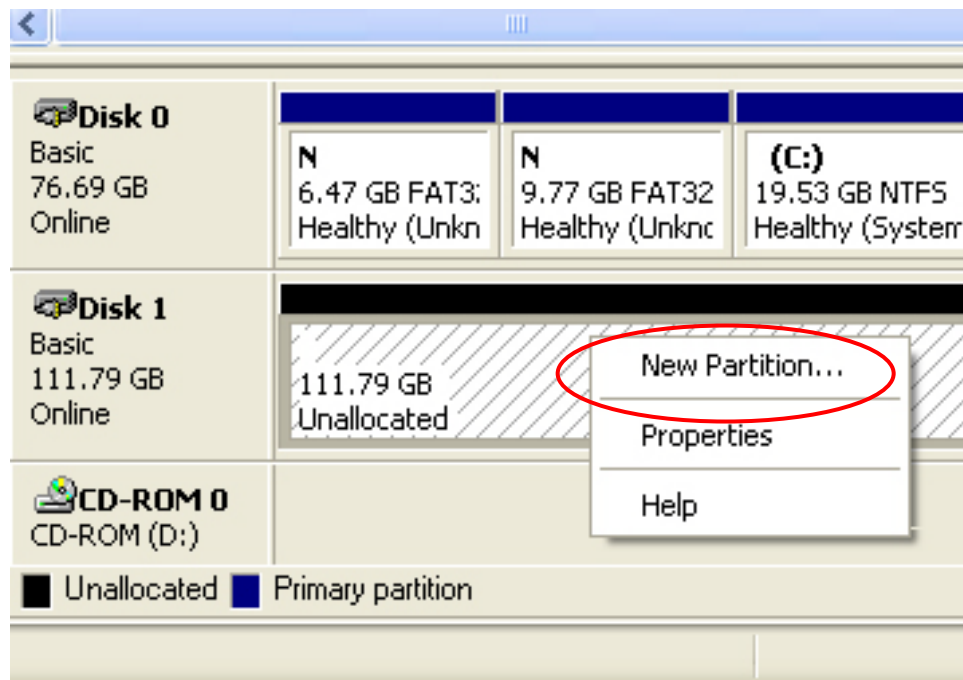 Disk 0
Basic
76.69 GB
Online
N
6.47 GB FAT3
Healthy (Unkn
N
9.77 GB FAT32
Healthy (Unkn
(C:)
19.53 GB NTFS
Healthy (System
Disk 1
Basic
111.79 GB
Online
111.79 GB
Unallocated
New Partition...
Properties
Help
CD-ROM 0
CD-ROM (D:)
Unallocated Primary partition